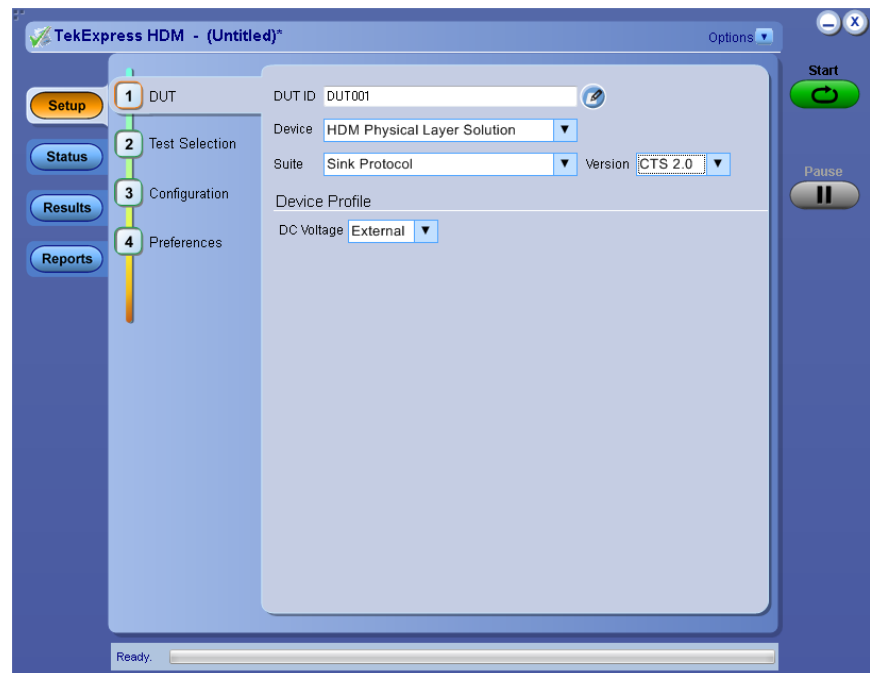 TekExpress HDM - (Untitled)*
Options
Start
Pause
Setup
Status
Results
Reports
1 DUT
2 Test Selection
3 Configuration
4 Preferences
DUT ID DUT001
Device HDM Physical Layer Solution
Suite Sink Protocol Version CTS 2.0
Device Profile
DC Voltage External
Ready.